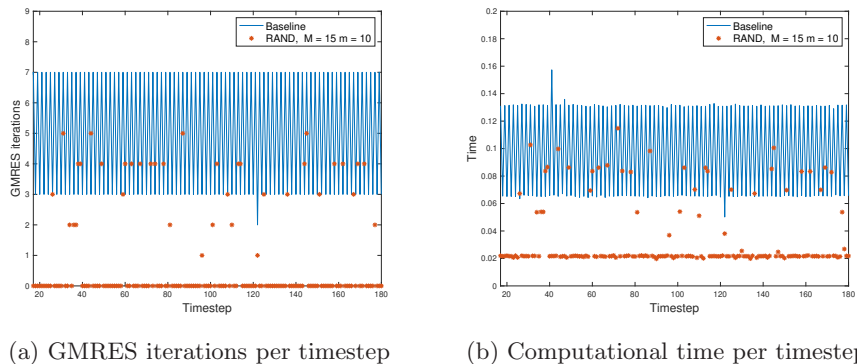 9
8
7
6
5
4
3
2
1
0
GMRES iterations
20 40 60 80 100 120 140 160 180
Timestep
Baseline
RAND, M = 15 m = 10
(a) GMRES iterations per timestep
0.2
0.18
0.16
0.14
0.12
0.1
0.08
0.06
0.04
0.02
0
Time
20 40 60 80 100 120 140 160 180
Timestep
Baseline
RAND, M = 15 m = 10
(b) Computational time per timestep